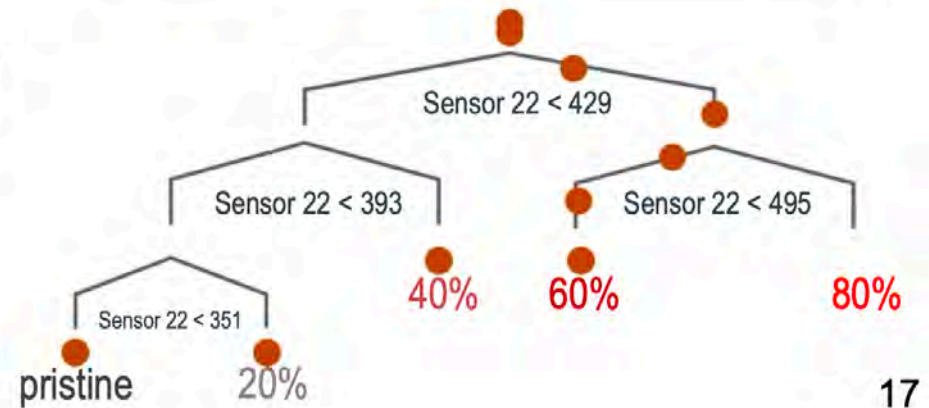 Sensor 22 < 429
Sensor 22 < 393
Sensor 22 < 495
40%
60%
80%
Sensor 22 < 351
pristine
20%
17